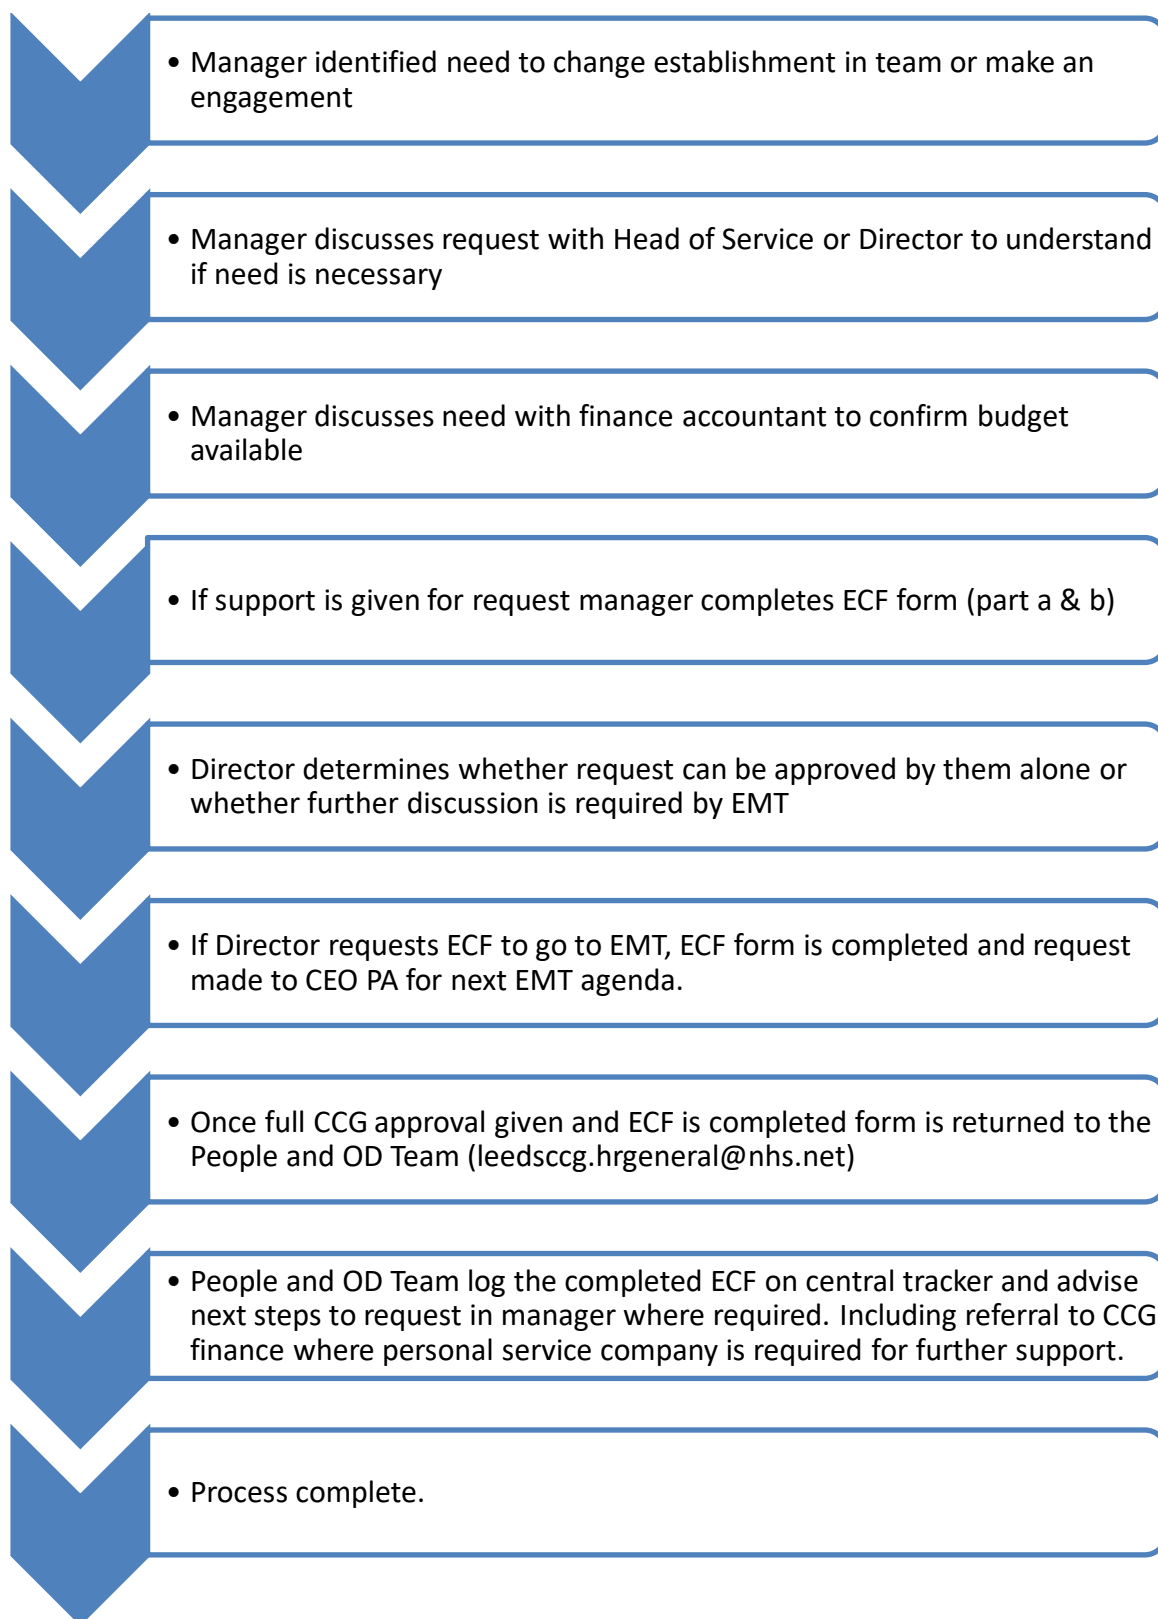 • Manager identified need to change establishment in team or make an
engagement
• Manager discusses request with Head of Service or Director to understand
if need is necessary
• Manager discusses need with finance accountant to confirm budget
available
• If support is given for request manager completes ECF form (part a & b)
• Director determines whether request can be approved by them alone or
whether further discussion is required by EMT
• If Director requests ECF to go to EMT, ECF form is completed and request
made to CEO PA for next EMT agenda.
• Once full CCG approval given and ECF is completed form is returned to the
People and OD Team (leedsccg.hrgeneral@nhs.net)
• People and OD Team log the completed ECF on central tracker and advise
next steps to request in manager where required. Including referral to CCG
finance where personal service company is required for further support.
• Process complete.